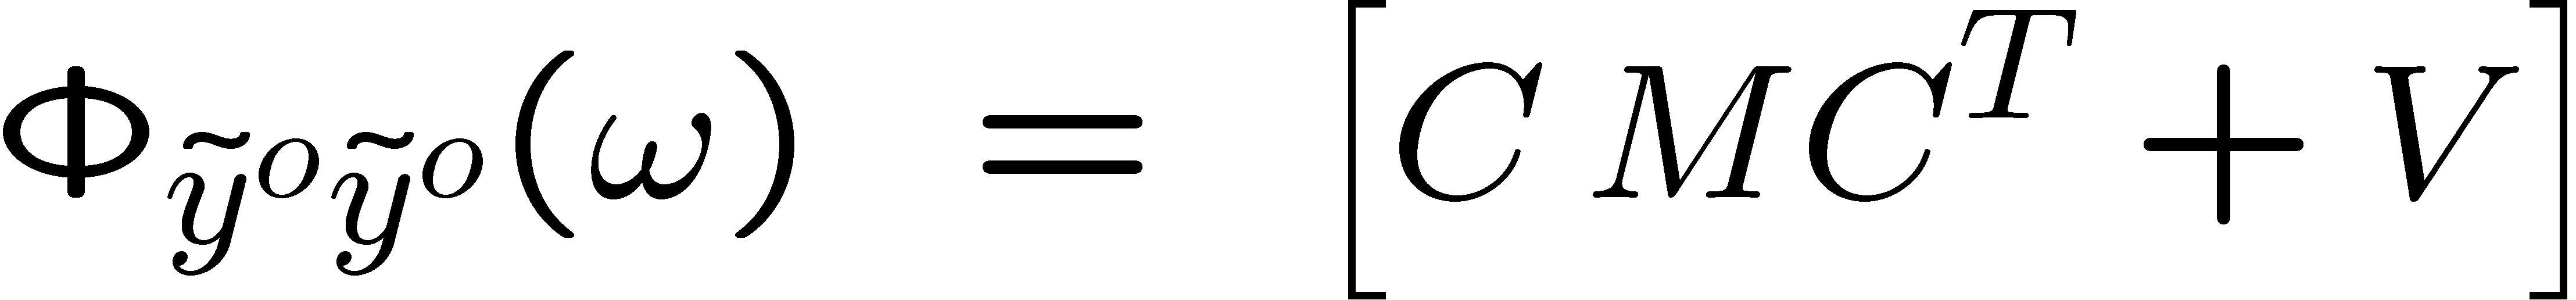 Φ_{ỹ^o ỹ^o}(ω) = [C M C^T + V]